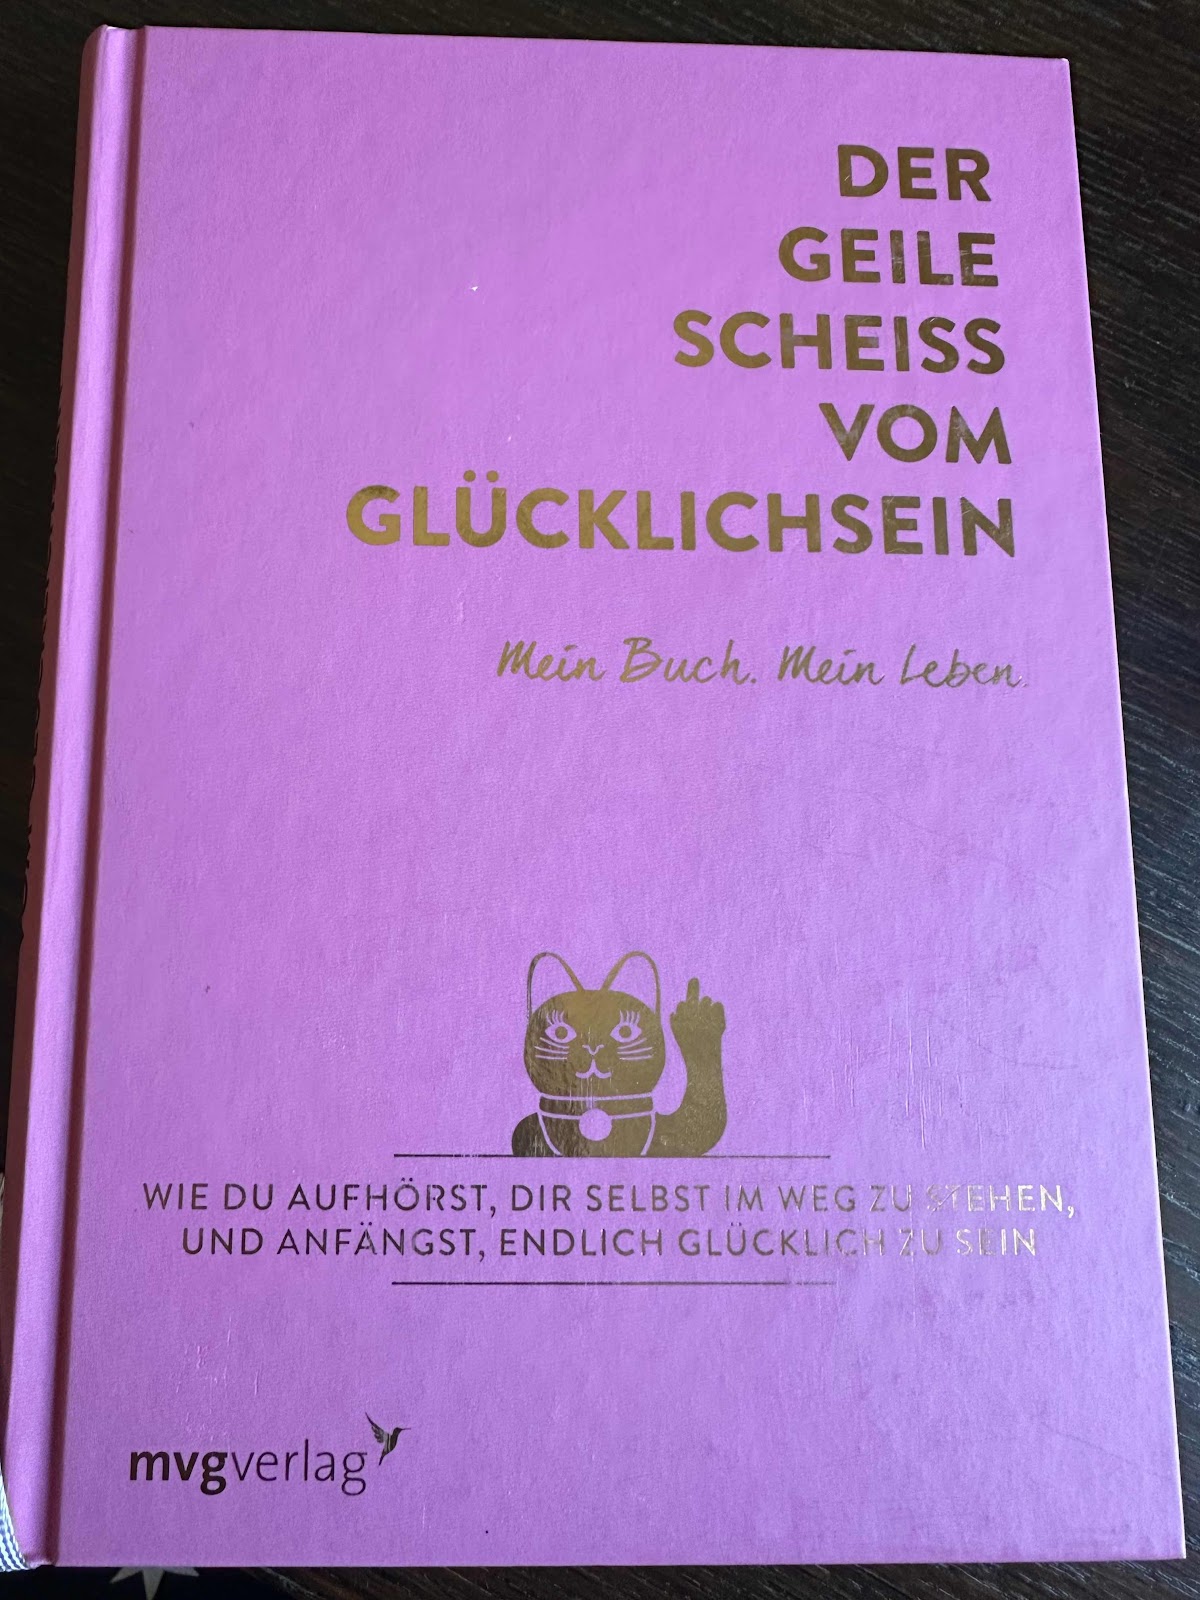 DER
GEILE
SCHEISS
VOM
GLÜCKLICHSEIN
Mein Buch. Mein Leben.
WIE DU AUFHÖRST, DIR SELBST IM WEG ZU STEHEN,
UND ANFÄNGST, ENDLICH GLÜCKLICH ZU SEIN
mvgverlag